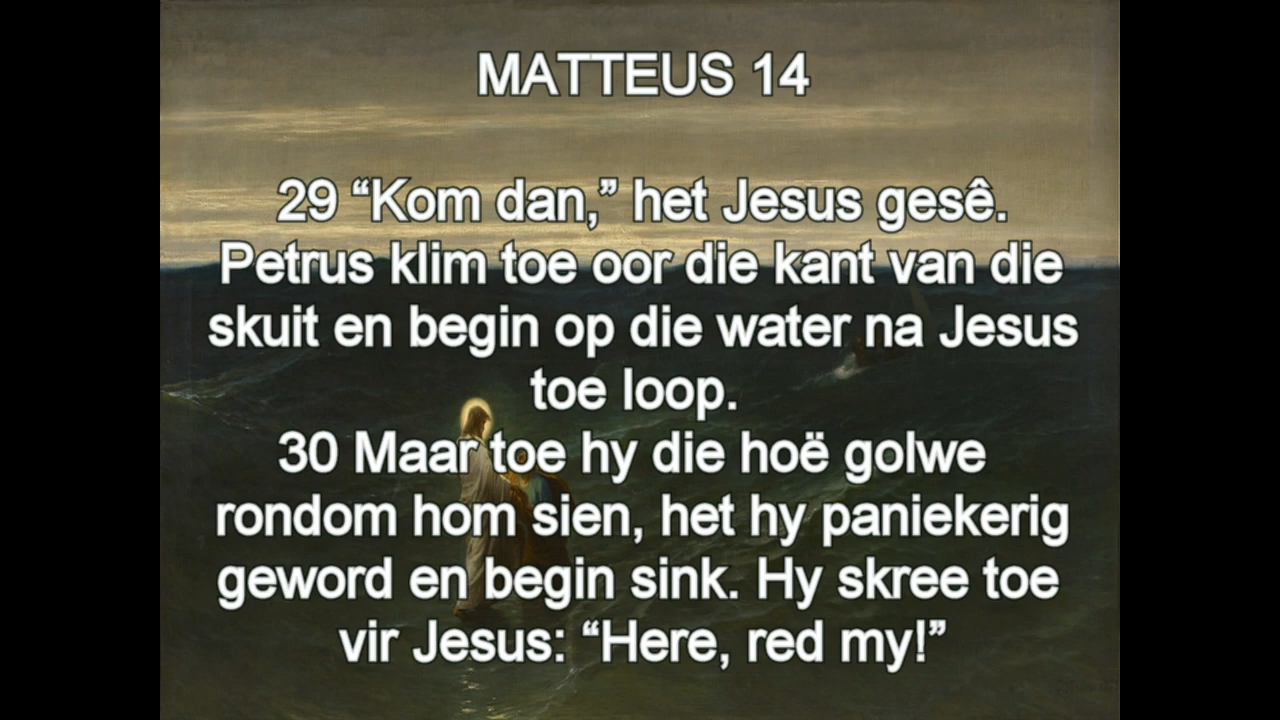 MATTEUS 14
29 “Kom dan,” het Jesus gesê.
Petrus klim toe oor die kant van die
skuit en begin op die water na Jesus
toe loop.
30 Maar toe hy die hoë golwe
rondom hom sien, het hy paniekerig
geword en begin sink. Hy skree toe
vir Jesus: “Here, red my!”